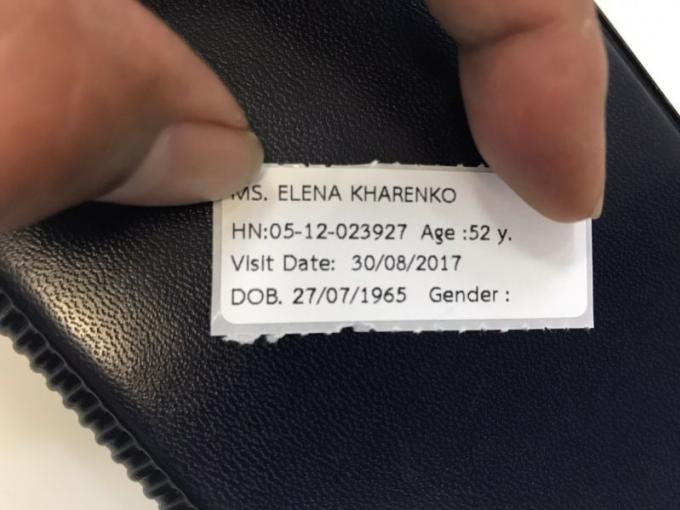 MS. ELENA KHARENKO
HN:05-12-023927 Age :52 y.
Visit Date: 30/08/2017
DOB. 27/07/1965 Gender :